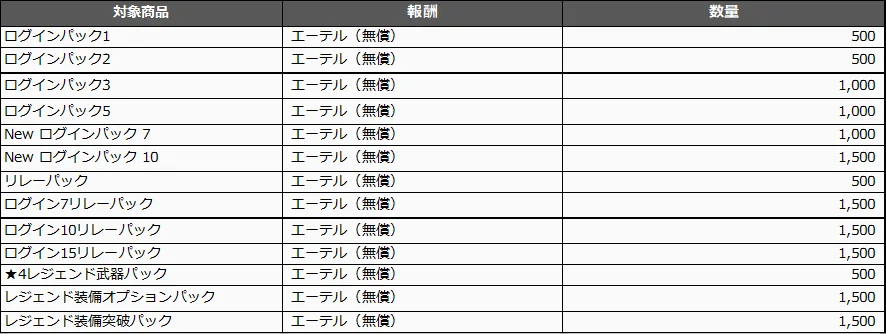 対象商品 報酬 数量
ログインパック1 エーテル（無償） 500
ログインパック2 エーテル（無償） 500
ログインパック3 エーテル（無償） 1,000
ログインパック5 エーテル（無償） 1,000
New ログインパック 7 エーテル（無償） 1,000
New ログインパック 10 エーテル（無償） 1,500
リレーパック エーテル（無償） 500
ログイン7リレーパック エーテル（無償） 1,500
ログイン10リレーパック エーテル（無償） 1,500
ログイン15リレーパック エーテル（無償） 1,500
★4レジェンド武器パック エーテル（無償） 500
レジェンド装備オプションパック エーテル（無償） 1,500
レジェンド装備突破パック エーテル（無償） 1,500